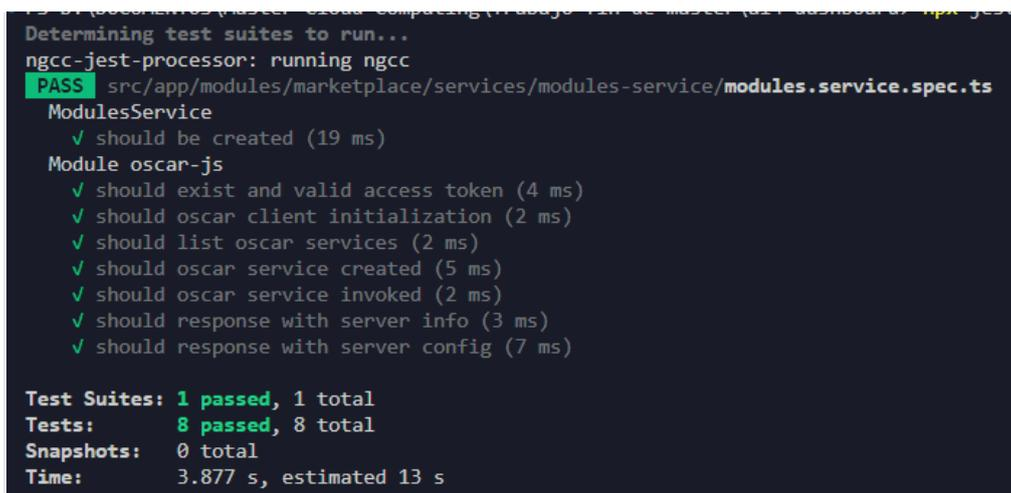 Determining test suites to run...
ngcc-jest-processor: running ngcc
PASS src/app/modules/marketplace/services/modules-service/modules.service.spec.ts
ModulesService
√ should be created (19 ms)
Module oscar-js
√ should exist and valid access token (4 ms)
√ should oscar client initialization (2 ms)
√ should list oscar services (2 ms)
√ should oscar service created (5 ms)
√ should oscar service invoked (2 ms)
√ should response with server info (3 ms)
√ should response with server config (7 ms)
Test Suites: 1 passed, 1 total
Tests: 8 passed, 8 total
Snapshots: 0 total
Time: 3.877 s, estimated 13 s